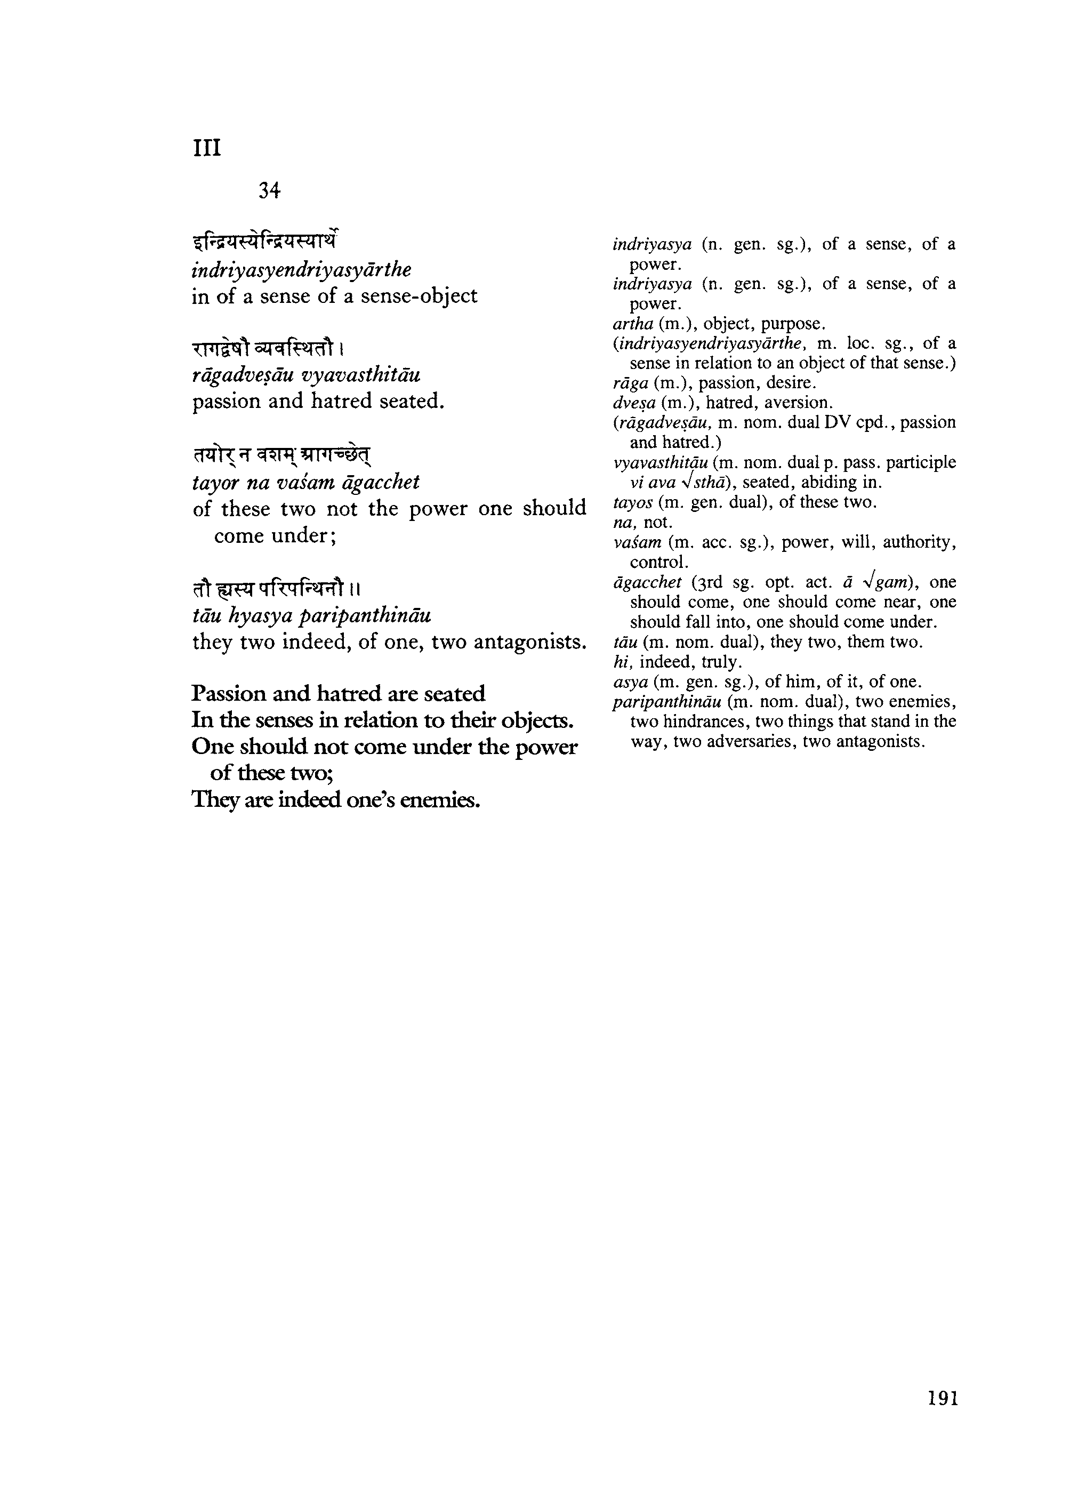 III
34
इन्द्रियस्येन्द्रियस्यार्थे
indriyasyendriyasyārthe
in of a sense of a sense-object
रागद्वेषौ व्यवस्थितौ ।
rāgadveṣāu vyavasthitāu
passion and hatred seated.
तयोर् न वशम् आगच्छेत्
tayor na vaśam āgacchet
of these two not the power one should
come under;
तौ ह्यस्य परिपन्थिनौ ॥
tāu hyasya paripanthināu
they two indeed, of one, two antagonists.
Passion and hatred are seated
In the senses in relation to their objects.
One should not come under the power
of these two;
They are indeed one's enemies.
indriyasya (n. gen. sg.), of a sense, of a
power.
indriyasya (n. gen. sg.), of a sense, of a
power.
artha (m.), object, purpose.
(indriyasyendriyasyārthe, m. loc. sg., of a
sense in relation to an object of that sense.)
rāga (m.), passion, desire.
dveṣa (m.), hatred, aversion.
(rāgadveṣāu, m. nom. dual DV cpd., passion
and hatred.)
vyavasthitāu (m. nom. dual p. pass. participle
vi ava √sthā), seated, abiding in.
tayos (m. gen. dual), of these two.
na, not.
vaśam (m. acc. sg.), power, will, authority,
control.
āgacchet (3rd sg. opt. act. ā √gam), one
should come, one should come near, one
should fall into, one should come under.
tāu (m. nom. dual), they two, them two.
hi, indeed, truly.
asya (m. gen. sg.), of him, of it, of one.
paripanthināu (m. nom. dual), two enemies,
two hindrances, two things that stand in the
way, two adversaries, two antagonists.
191